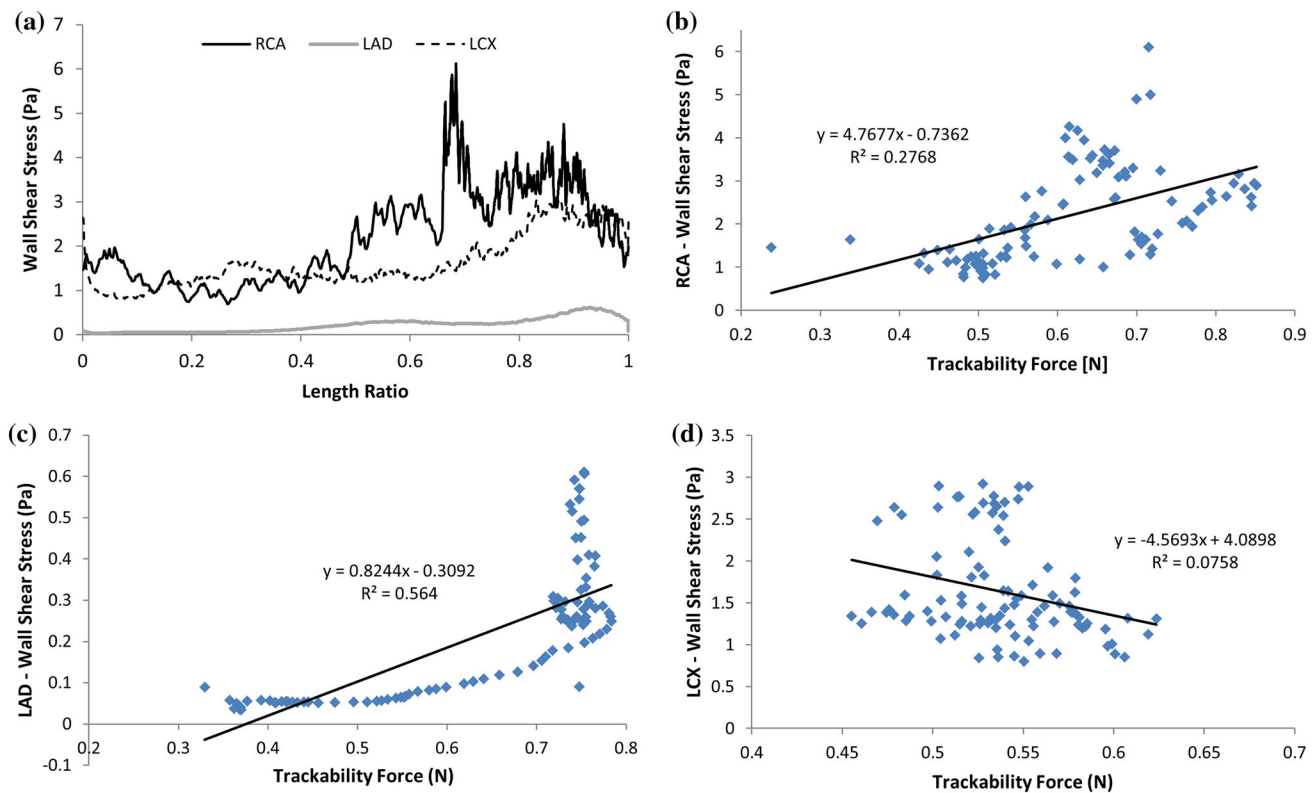 (a)
7
6
5
4
3
2
1
0
Wall Shear Stress (Pa)
RCA LAD LCX
0 0.2 0.4 0.6 0.8 1
Length Ratio
(b)
6
5
4
3
2
1
0
RCA - Wall Shear Stress (Pa)
y = 4.7677x - 0.7362
R² = 0.2768
0.2 0.3 0.4 0.5 0.6 0.7 0.8 0.9
Trackability Force [N]
(c)
0.7
0.6
0.5
0.4
0.3
0.2
0.1
0
-0.1
LAD - Wall Shear Stress (Pa)
y = 0.8244x - 0.3092
R² = 0.564
0.2 0.3 0.4 0.5 0.6 0.7 0.8
Trackability Force (N)
(d)
3.5
3
2.5
2
1.5
1
0.5
0
LCX - Wall Shear Stress (Pa)
y = -4.5693x + 4.0898
R² = 0.0758
0.4 0.45 0.5 0.55 0.6 0.65 0.7
Trackability Force (N)